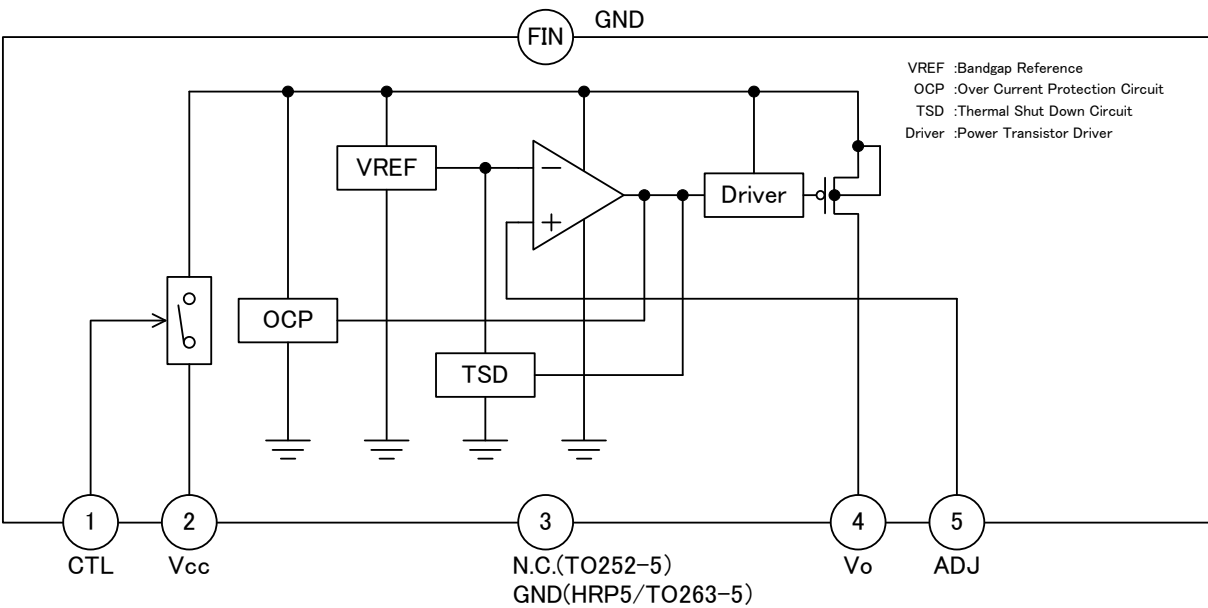 FIN
GND
VREF :Bandgap Reference
OCP :Over Current Protection Circuit
TSD :Thermal Shut Down Circuit
Driver :Power Transistor Driver
VREF
−
+
Driver
OCP
TSD
1
2
3
4
5
CTL
Vcc
N.C.(TO252-5)
GND(HRP5/TO263-5)
Vo
ADJ